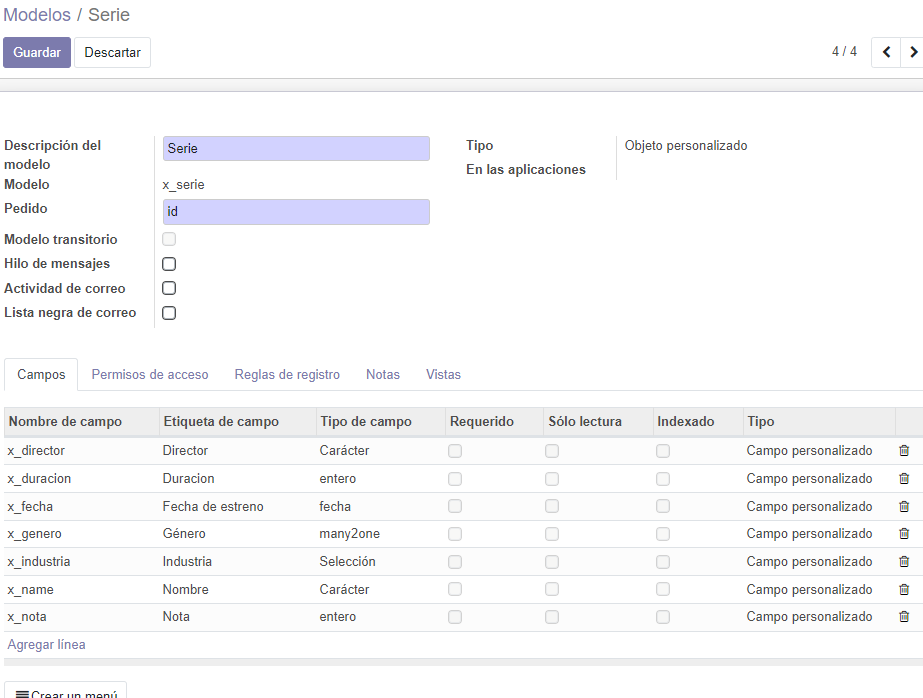 Modelos / Serie
Guardar Descartar 4 / 4
Descripción del modelo Serie
Modelo x_serie
Pedido id
Modelo transitorio
Hilo de mensajes
Actividad de correo
Lista negra de correo
Tipo Objeto personalizado
En las aplicaciones
Campos Permisos de acceso Reglas de registro Notas Vistas
Nombre de campo Etiqueta de campo Tipo de campo Requerido Sólo lectura Indexado Tipo
x_director Director Carácter Campo personalizado
x_duracion Duracion entero Campo personalizado
x_fecha Fecha de estreno fecha Campo personalizado
x_genero Género many2one Campo personalizado
x_industria Industria Selección Campo personalizado
x_name Nombre Carácter Campo personalizado
x_nota Nota entero Campo personalizado
Agregar línea
Crear un menú